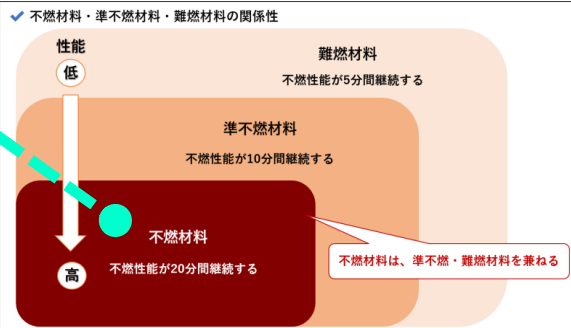 不燃材料・準不燃材料・難燃材料の関係性
性能
低
難燃材料
不燃性能が5分間継続する
準不燃材料
不燃性能が10分間継続する
不燃材料
不燃性能が20分間継続する
高
不燃材料は、準不燃・難燃材料を兼ねる